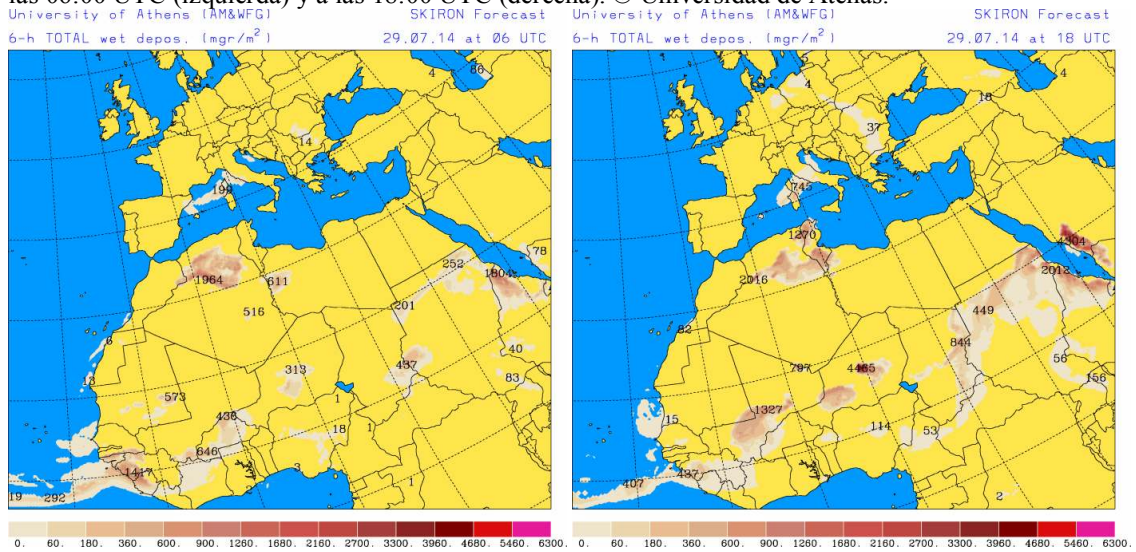 las 06:00 UTC (izquierda) y a las 18:00 UTC (derecha). © Universidad de Atenas.
University of Athens (AM&WFG) SKIRON Forecast
6-h TOTAL wet depos. (mgr/m²) 29.07.14 at 06 UTC
4 86
14
198
78
252
1964 611 1804
516 201
6
40
313 437
13 83
573 1
438
18 1
646
1417 3
19 292 1
0. 60. 180. 360. 600. 900. 1260. 1680. 2160. 2700. 3300. 3960. 4680. 5460. 6300.
University of Athens (AM&WFG) SKIRON Forecast
6-h TOTAL wet depos. (mgr/m²) 29.07.14 at 18 UTC
4 4
18
37
745
1270 4304
2016 2012
449
82
844
797 4465 56
156
1327
15 114 53
437
407 2
0. 60. 180. 360. 600. 900. 1260. 1680. 2160. 2700. 3300. 3960. 4680. 5460. 6300.